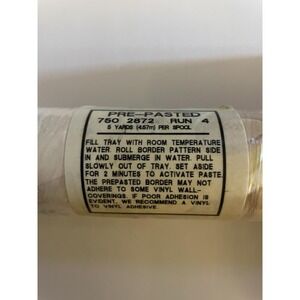 PRE-PASTED
750 2672 RUN 4
5 YARDS (4.57m) PER SPOOL
FILL TRAY WITH ROOM TEMPERATURE
WATER ROLL BORDER PATTERN SIDE
IN AND SUBMERGE IN WATER. PULL
SLOWLY OUT OF TRAY. SET ASIDE
FOR 2 MINUTES TO ACTIVATE PASTE.
THE PREPASTED BORDER MAY NOT
ADHERE TO SOME VINYL WALL-
COVERINGS. IF POOR ADHESION IS
EVIDENT, WE RECOMMEND A VINYL
TO VINYL ADHESIVE.